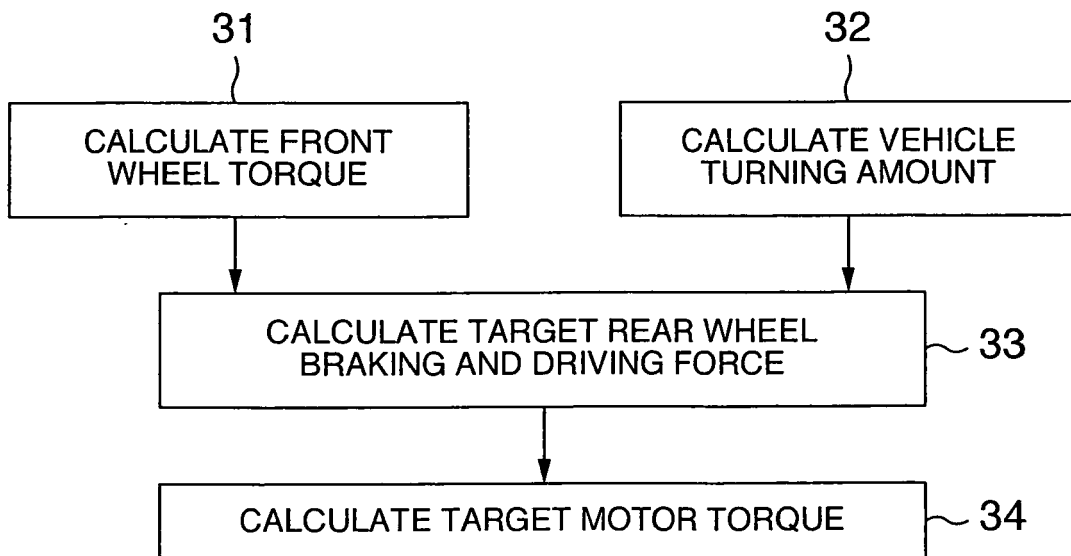 31
32
CALCULATE FRONT
WHEEL TORQUE
CALCULATE VEHICLE
TURNING AMOUNT
CALCULATE TARGET REAR WHEEL
BRAKING AND DRIVING FORCE
33
CALCULATE TARGET MOTOR TORQUE
34